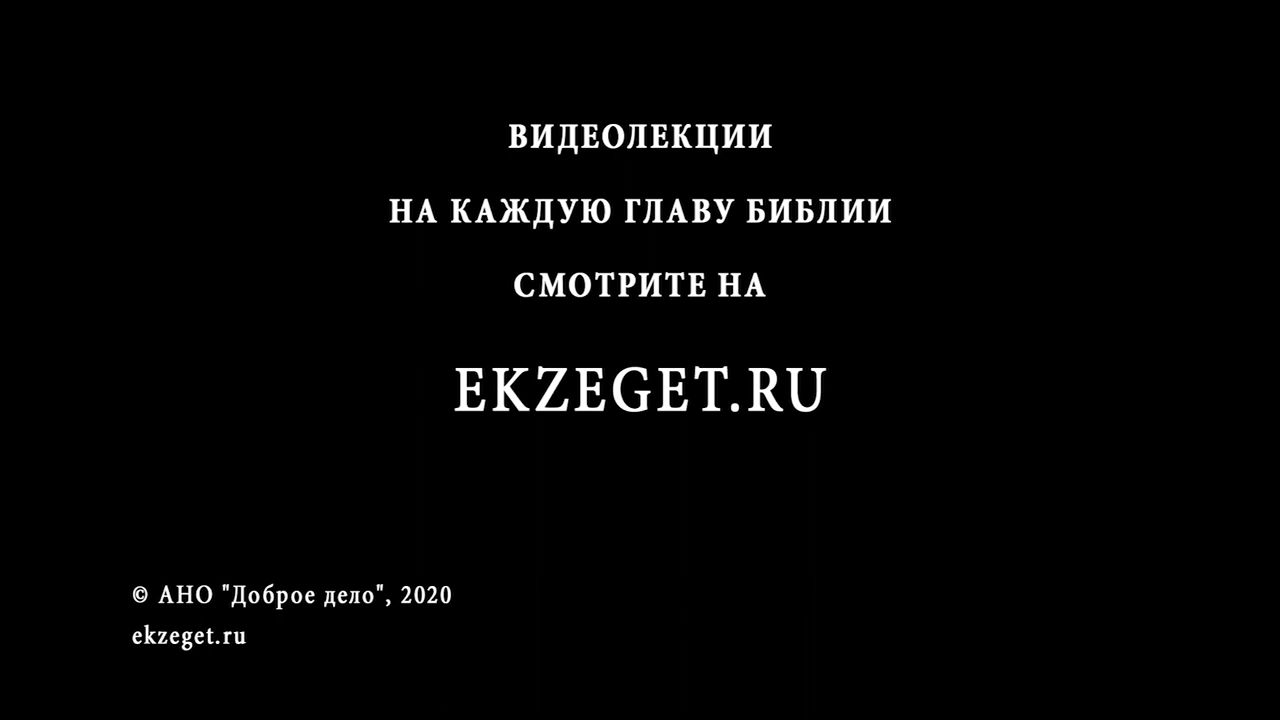 ВИДЕОЛЕКЦИИ
НА КАЖДУЮ ГЛАВУ БИБЛИИ
СМОТРИТЕ НА
EKZEGET.RU
© АНО "Доброе дело", 2020
ekzeget.ru